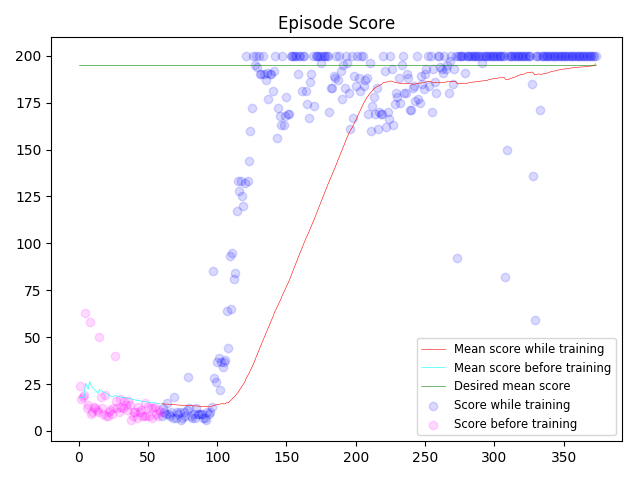 Episode Score
200
175
150
125
100
75
50
25
0
Mean score while training
Mean score before training
Desired mean score
Score while training
Score before training
0 50 100 150 200 250 300 350